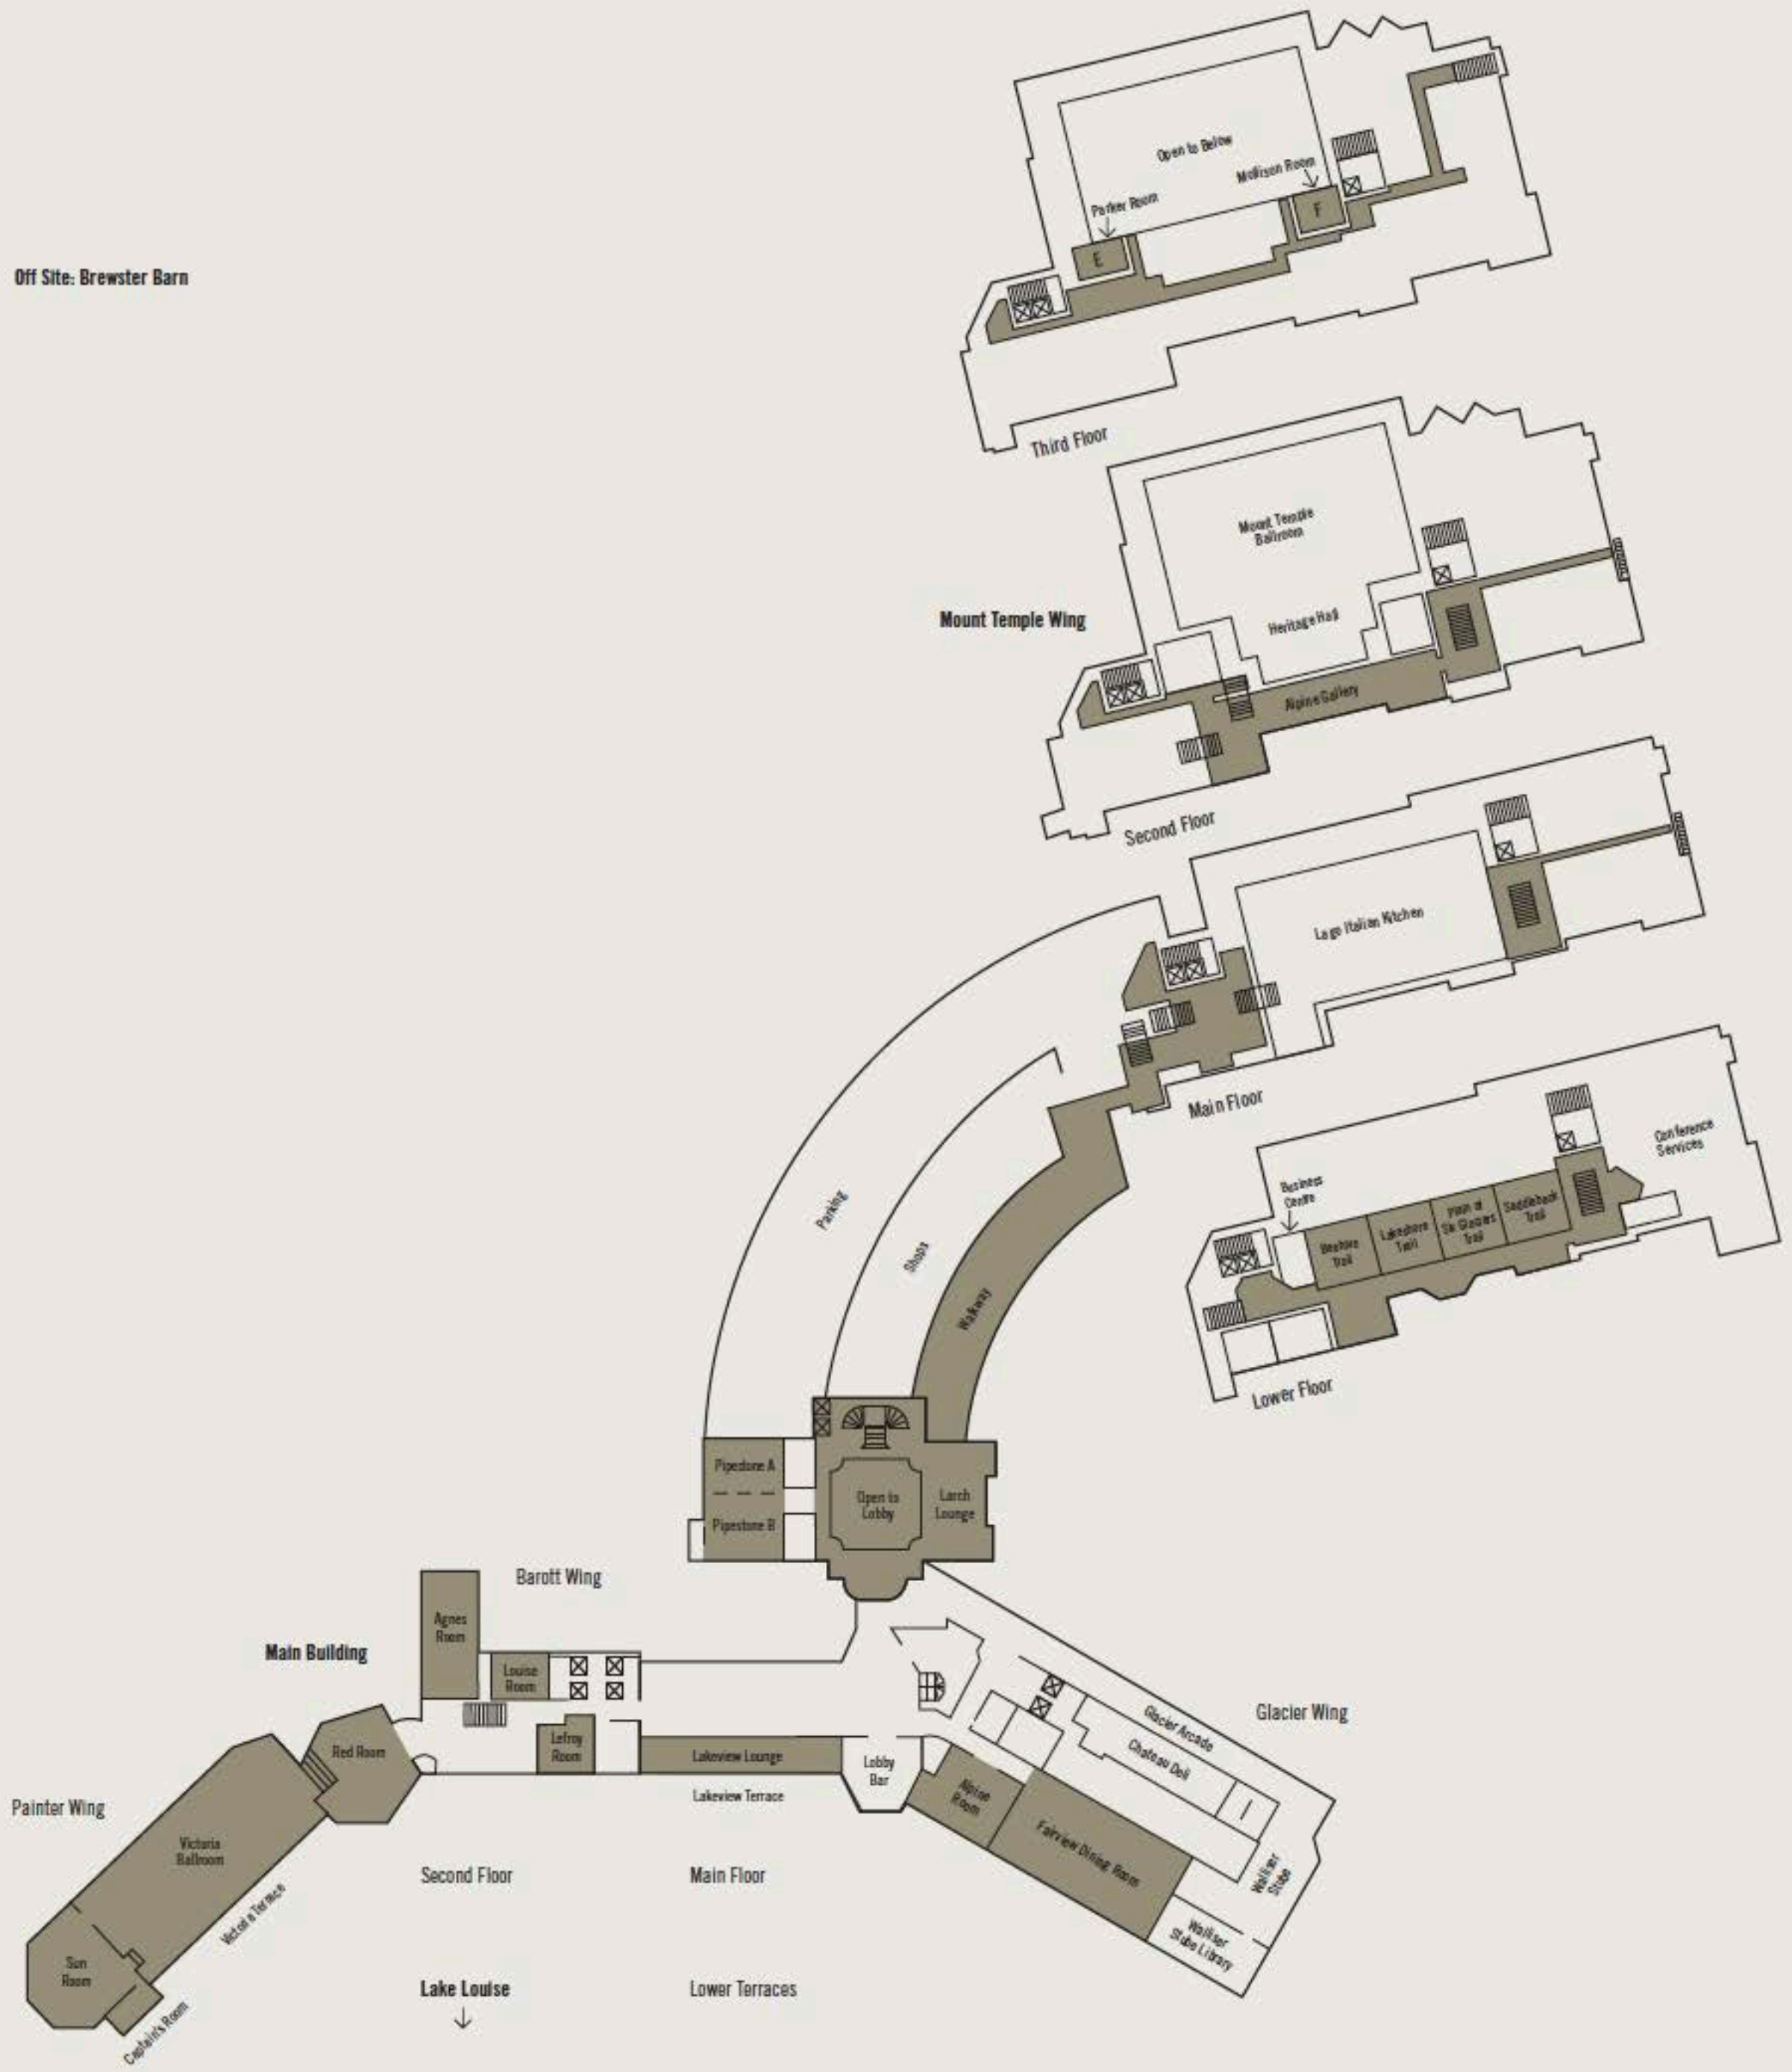 Open to Below
Mollison Room
Parker Room
F
E
Off Site: Brewster Barn
Third Floor
Mount Temple
Ballroom
Mount Temple Wing
Heritage Hall
Alpine Gallery
Second Floor
Lago Italian Kitchen
Main Floor
Conference
Services
Business
Centre
Beehive
Trail
Lakeshore
Trail
Plain of
Six Glaciers
Trail
Saddleback
Trail
Lower Floor
Parking
Shops
Walkway
Pipestone A
Pipestone B
Open to
Lobby
Larch
Lounge
Barott Wing
Agnes
Room
Main Building
Louise
Room
Lefroy
Room
Red Room
Lakeview Lounge
Lakeview Terrace
Lobby
Bar
Glacier Wing
Glacier Arcade
Chateau Deli
Alpine
Room
Fairview Dining Room
Walliser
Stube
Walliser
Stube Library
Painter Wing
Victoria
Ballroom
Victoria Terrace
Sun
Room
Captain's Room
Second Floor
Main Floor
Lake Louise
Lower Terraces